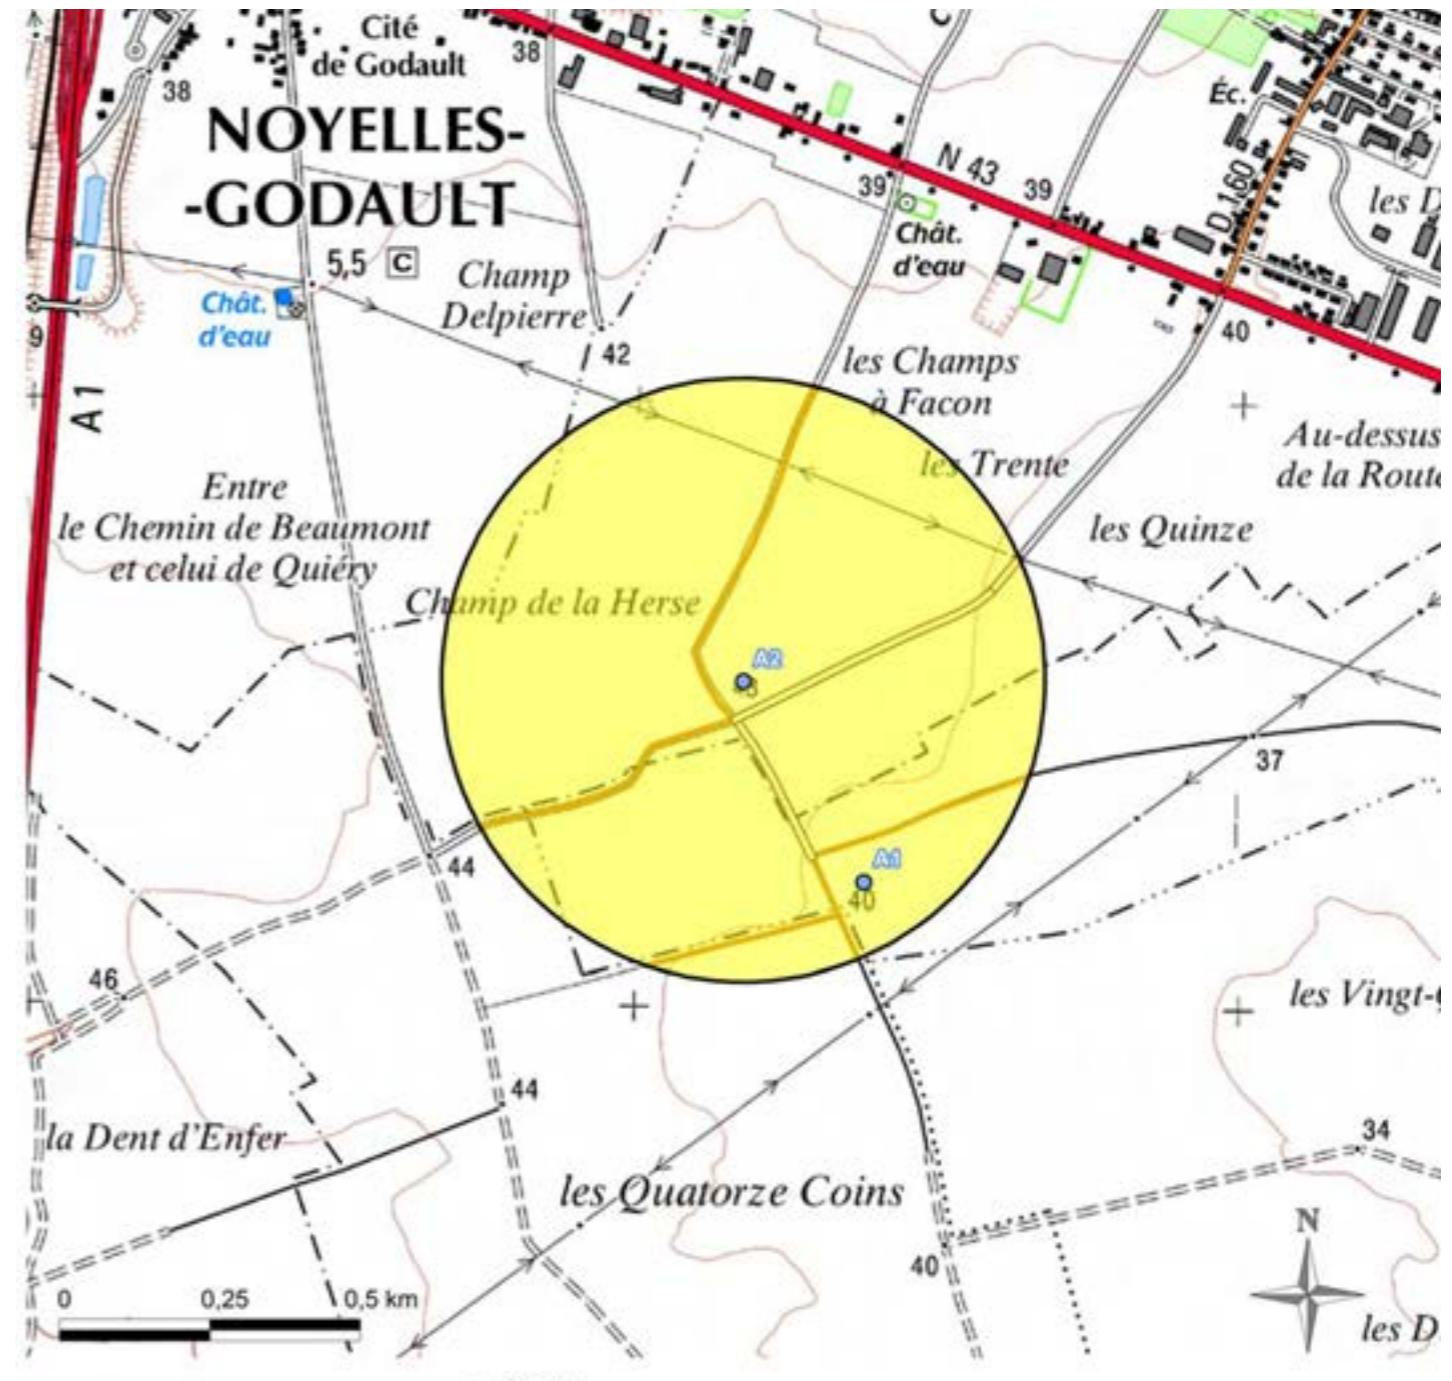 Cité
de Godault
38
38
NOYELLES-
-GODAULT
Éc.
N 43
39
39
D 160
les D
Chât.
d'eau
5,5 C
Champ
Delpierre
Chât.
d'eau
9
42
40
A 1
les Champs
à Facon
Au-dessus
de la Route
les Trente
Entre
le Chemin de Beaumont
et celui de Quiéry
les Quinze
Champ de la Herse
A2
37
A1
44
40
46
les Vingt-
44
34
la Dent d'Enfer
les Quatorze Coins
N
40
0 0,25 0,5 km
les D